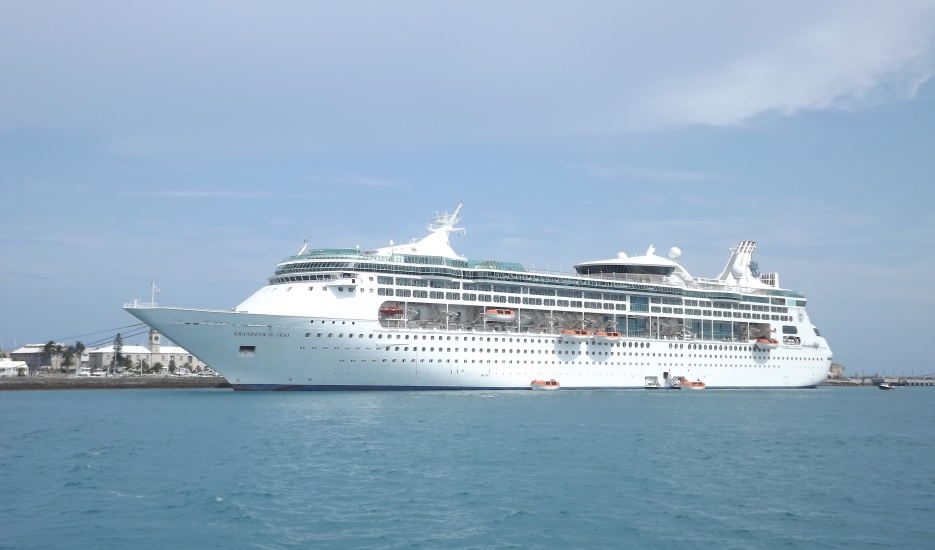 GRANDEUR OF THE SEAS